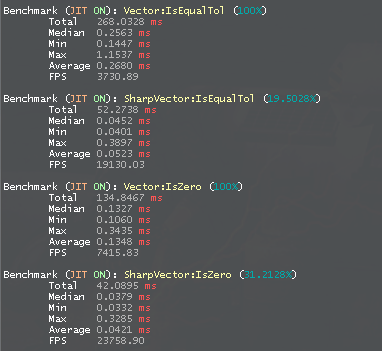 Benchmark (JIT ON): Vector:IsEqualTol (100%)
Total 268.0328 ms
Median 0.2563 ms
Min 0.1447 ms
Max 1.1537 ms
Average 0.2680 ms
FPS 3730.89
Benchmark (JIT ON): SharpVector:IsEqualTol (19.5028%)
Total 52.2738 ms
Median 0.0452 ms
Min 0.0401 ms
Max 0.3897 ms
Average 0.0523 ms
FPS 19130.03
Benchmark (JIT ON): Vector:IsZero (100%)
Total 134.8467 ms
Median 0.1327 ms
Min 0.1060 ms
Max 0.3435 ms
Average 0.1348 ms
FPS 7415.83
Benchmark (JIT ON): SharpVector:IsZero (31.2128%)
Total 42.0895 ms
Median 0.0379 ms
Min 0.0332 ms
Max 0.3285 ms
Average 0.0421 ms
FPS 23758.90